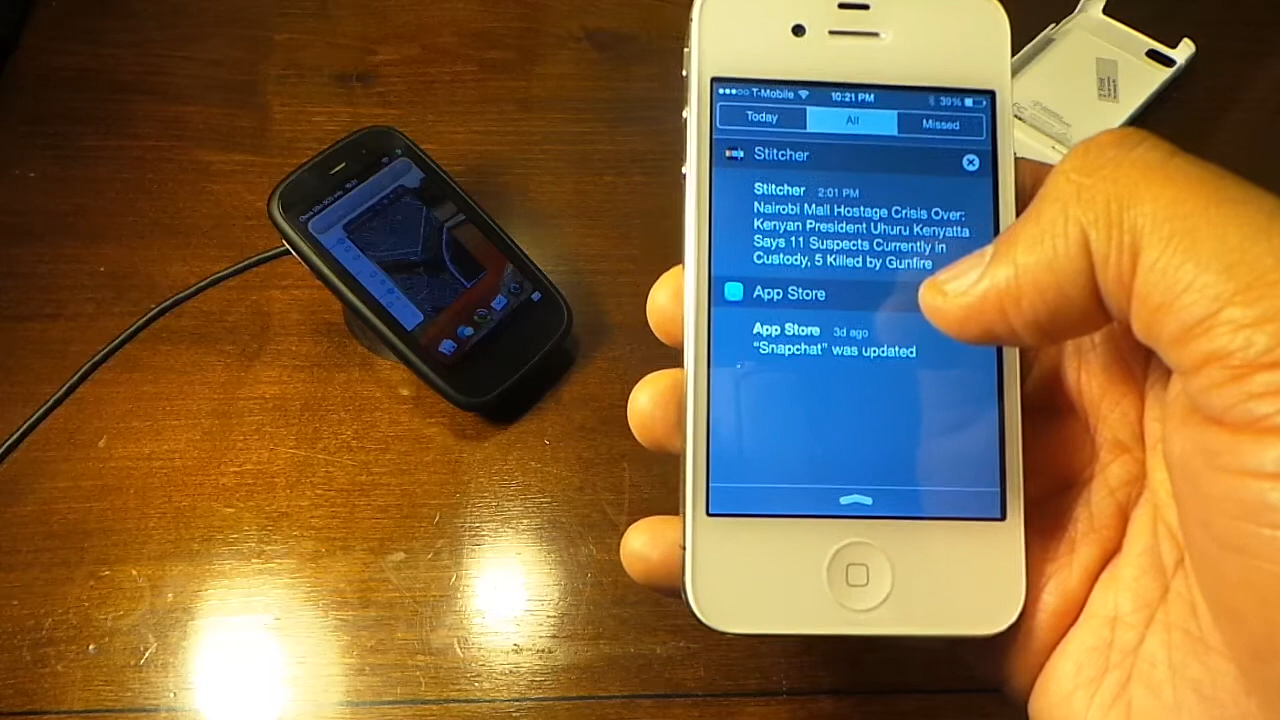 T-Mobile 10:21 PM 39%
Today All Missed
Stitcher
Stitcher 2:01 PM
Nairobi Mall Hostage Crisis Over:
Kenyan President Uhuru Kenyatta
Says 11 Suspects Currently in
Custody, 5 Killed by Gunfire
App Store
App Store 3d ago
“Snapchat” was updated